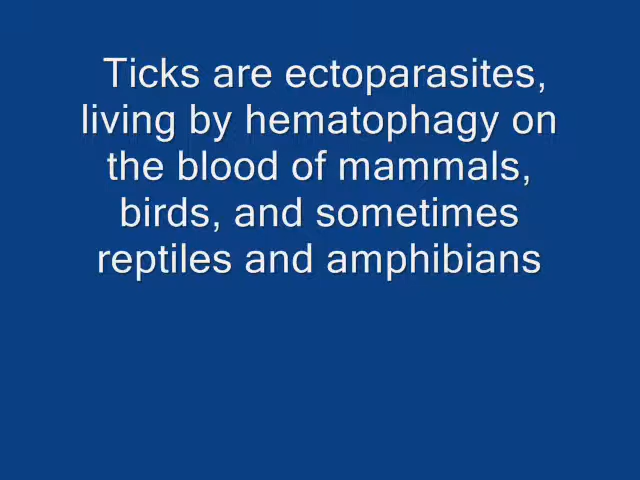 Ticks are ectoparasites,
living by hematophagy on
the blood of mammals,
birds, and sometimes
reptiles and amphibians